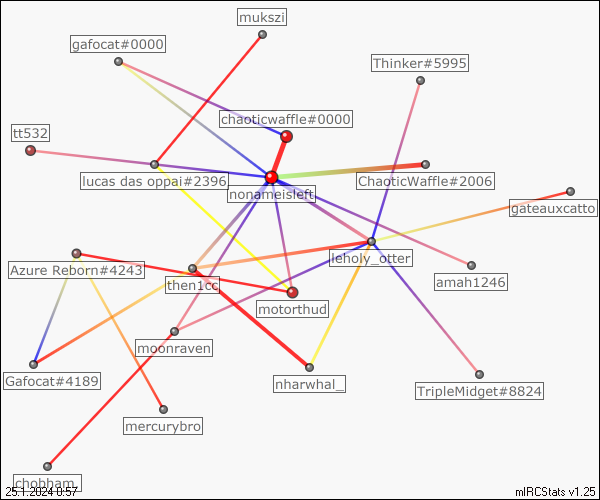 mukszi
gafocat#0000
Thinker#5995
chaoticwaffle#0000
tt532
lucas das oppai#2396
ChaoticWaffle#2006
nonameisleft
gateauxcatto
leholy_otter
Azure Reborn#4243
then1cc
amah1246
motorthud
moonraven
Gafocat#4189
nharwhal_
TripleMidget#8824
mercurybro
chobham_
25.1.2024 0:57
mIRCStats v1.25